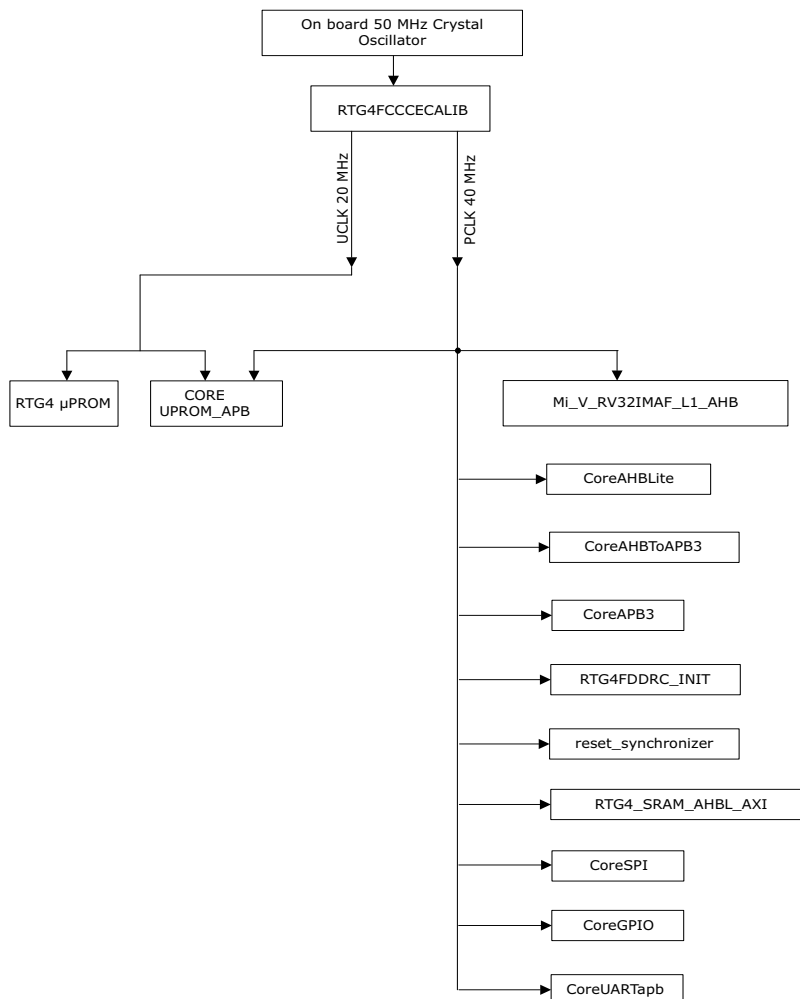 On board 50 MHz Crystal
Oscillator
RTG4FCCCECALIB
UCLK 20 MHz
PCLK 40 MHz
RTG4 µPROM
CORE
UPROM_APB
Mi_V_RV32IMAF_L1_AHB
CoreAHBLite
CoreAHBToAPB3
CoreAPB3
RTG4FDDRC_INIT
reset_synchronizer
RTG4_SRAM_AHBL_AXI
CoreSPI
CoreGPIO
CoreUARTapb